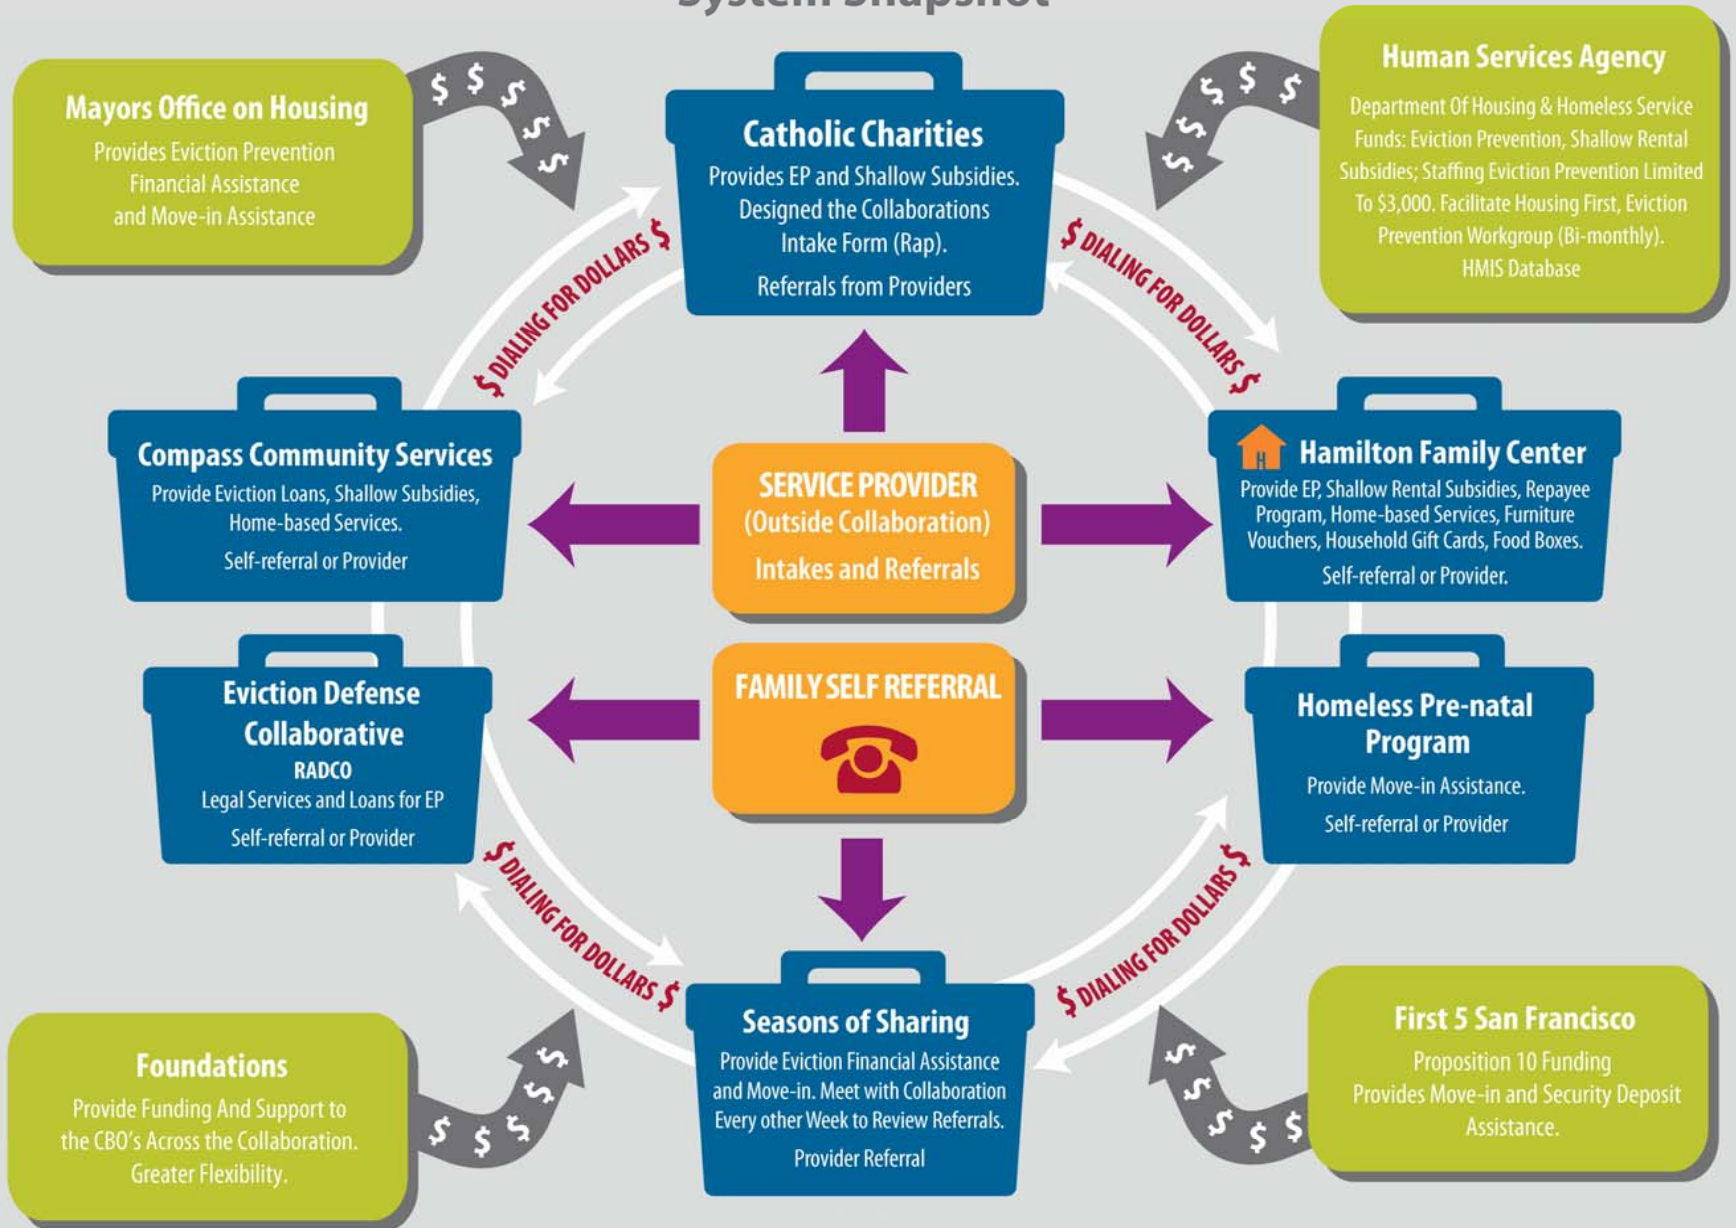 System Snapshot
Mayors Office on Housing
Provides Eviction Prevention
Financial Assistance
and Move-in Assistance
$ $ $ $ $
Catholic Charities
Provides EP and Shallow Subsidies.
Designed the Collaborations
Intake Form (Rap).
Referrals from Providers
$ $ $ $ $
Human Services Agency
Department Of Housing & Homeless Service
Funds: Eviction Prevention, Shallow Rental
Subsidies; Staffing Eviction Prevention Limited
To $3,000. Facilitate Housing First, Eviction
Prevention Workgroup (Bi-monthly).
HMIS Database
$ DIALING FOR DOLLARS $
$ DIALING FOR DOLLARS $
Compass Community Services
Provide Eviction Loans, Shallow Subsidies,
Home-based Services.
Self-referral or Provider
SERVICE PROVIDER
(Outside Collaboration)
Intakes and Referrals
H
Hamilton Family Center
Provide EP, Shallow Rental Subsidies, Repayee
Program, Home-based Services, Furniture
Vouchers, Household Gift Cards, Food Boxes.
Self-referral or Provider.
Eviction Defense
Collaborative
RADCO
Legal Services and Loans for EP
Self-referral or Provider
FAMILY SELF REFERRAL
Homeless Pre-natal
Program
Provide Move-in Assistance.
Self-referral or Provider
$ DIALING FOR DOLLARS $
$ DIALING FOR DOLLARS $
Foundations
Provide Funding And Support to
the CBO's Across the Collaboration.
Greater Flexibility.
$ $ $ $ $
Seasons of Sharing
Provide Eviction Financial Assistance
and Move-in. Meet with Collaboration
Every other Week to Review Referrals.
Provider Referral
$ $ $ $ $
First 5 San Francisco
Proposition 10 Funding
Provides Move-in and Security Deposit
Assistance.